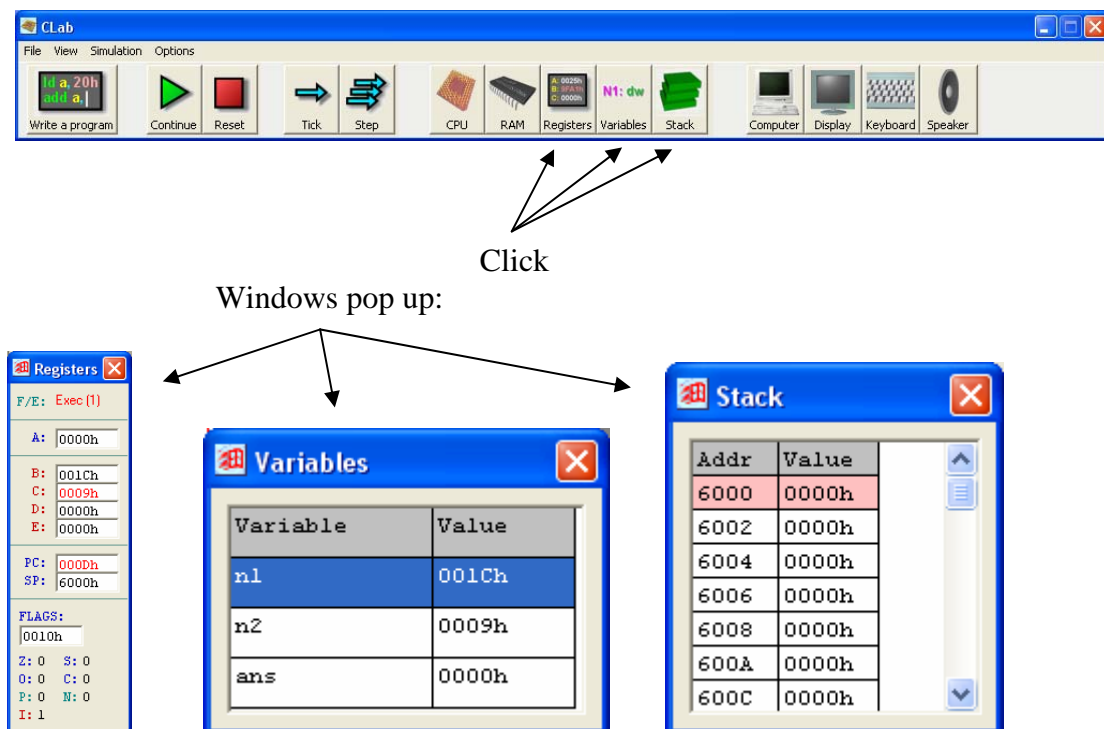 CLab
File View Simulation Options
ld a, 20h
add a,
A: 0025h
B: 5FA1h
C: 0000h
N1: dw
Write a program Continue Reset Tick Step CPU RAM Registers Variables Stack Computer Display Keyboard Speaker
Click
Windows pop up:
Registers
F/E: Exec (1)
A: 0000h
B: 001Ch
C: 0009h
D: 0000h
E: 0000h
PC: 000Dh
SP: 6000h
FLAGS:
0010h
Z: 0 S: 0
O: 0 C: 0
P: 0 N: 0
I: 1
Variables
Variable Value
n1 001Ch
n2 0009h
ans 0000h
Stack
Addr Value
6000 0000h
6002 0000h
6004 0000h
6006 0000h
6008 0000h
600A 0000h
600C 0000h